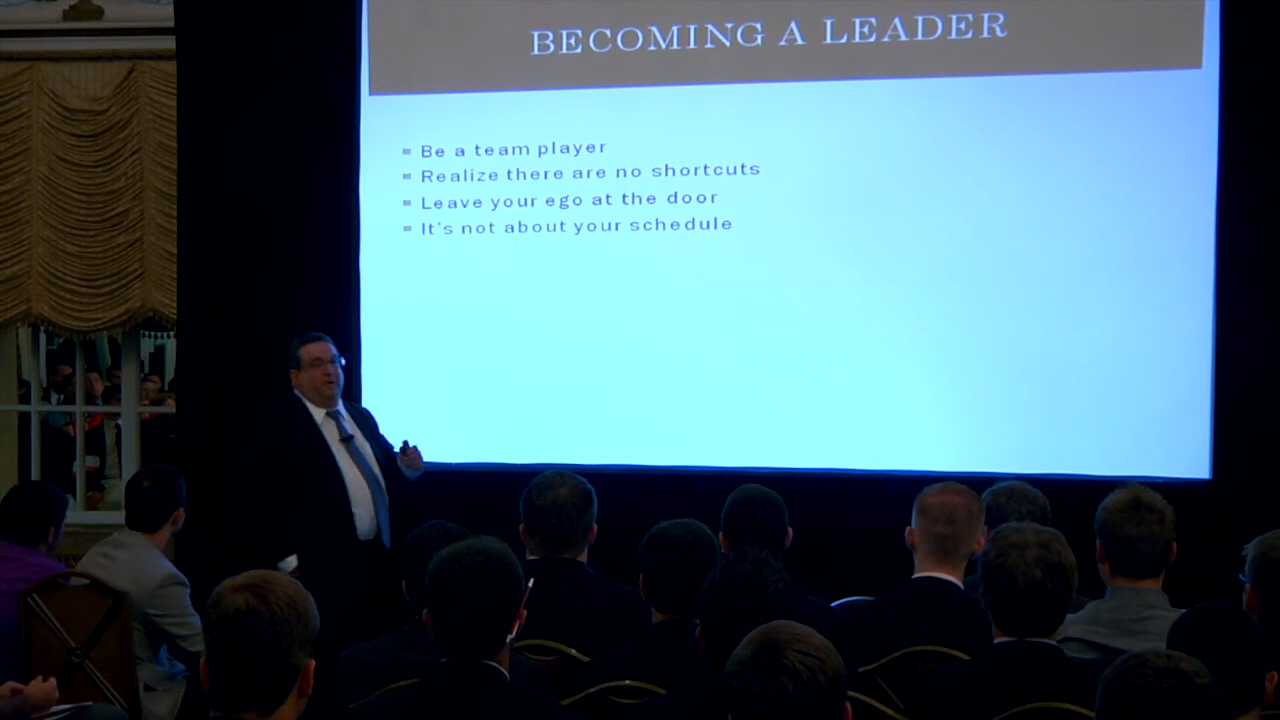 BECOMING A LEADER
Be a team player
Realize there are no shortcuts
Leave your ego at the door
It's not about your schedule